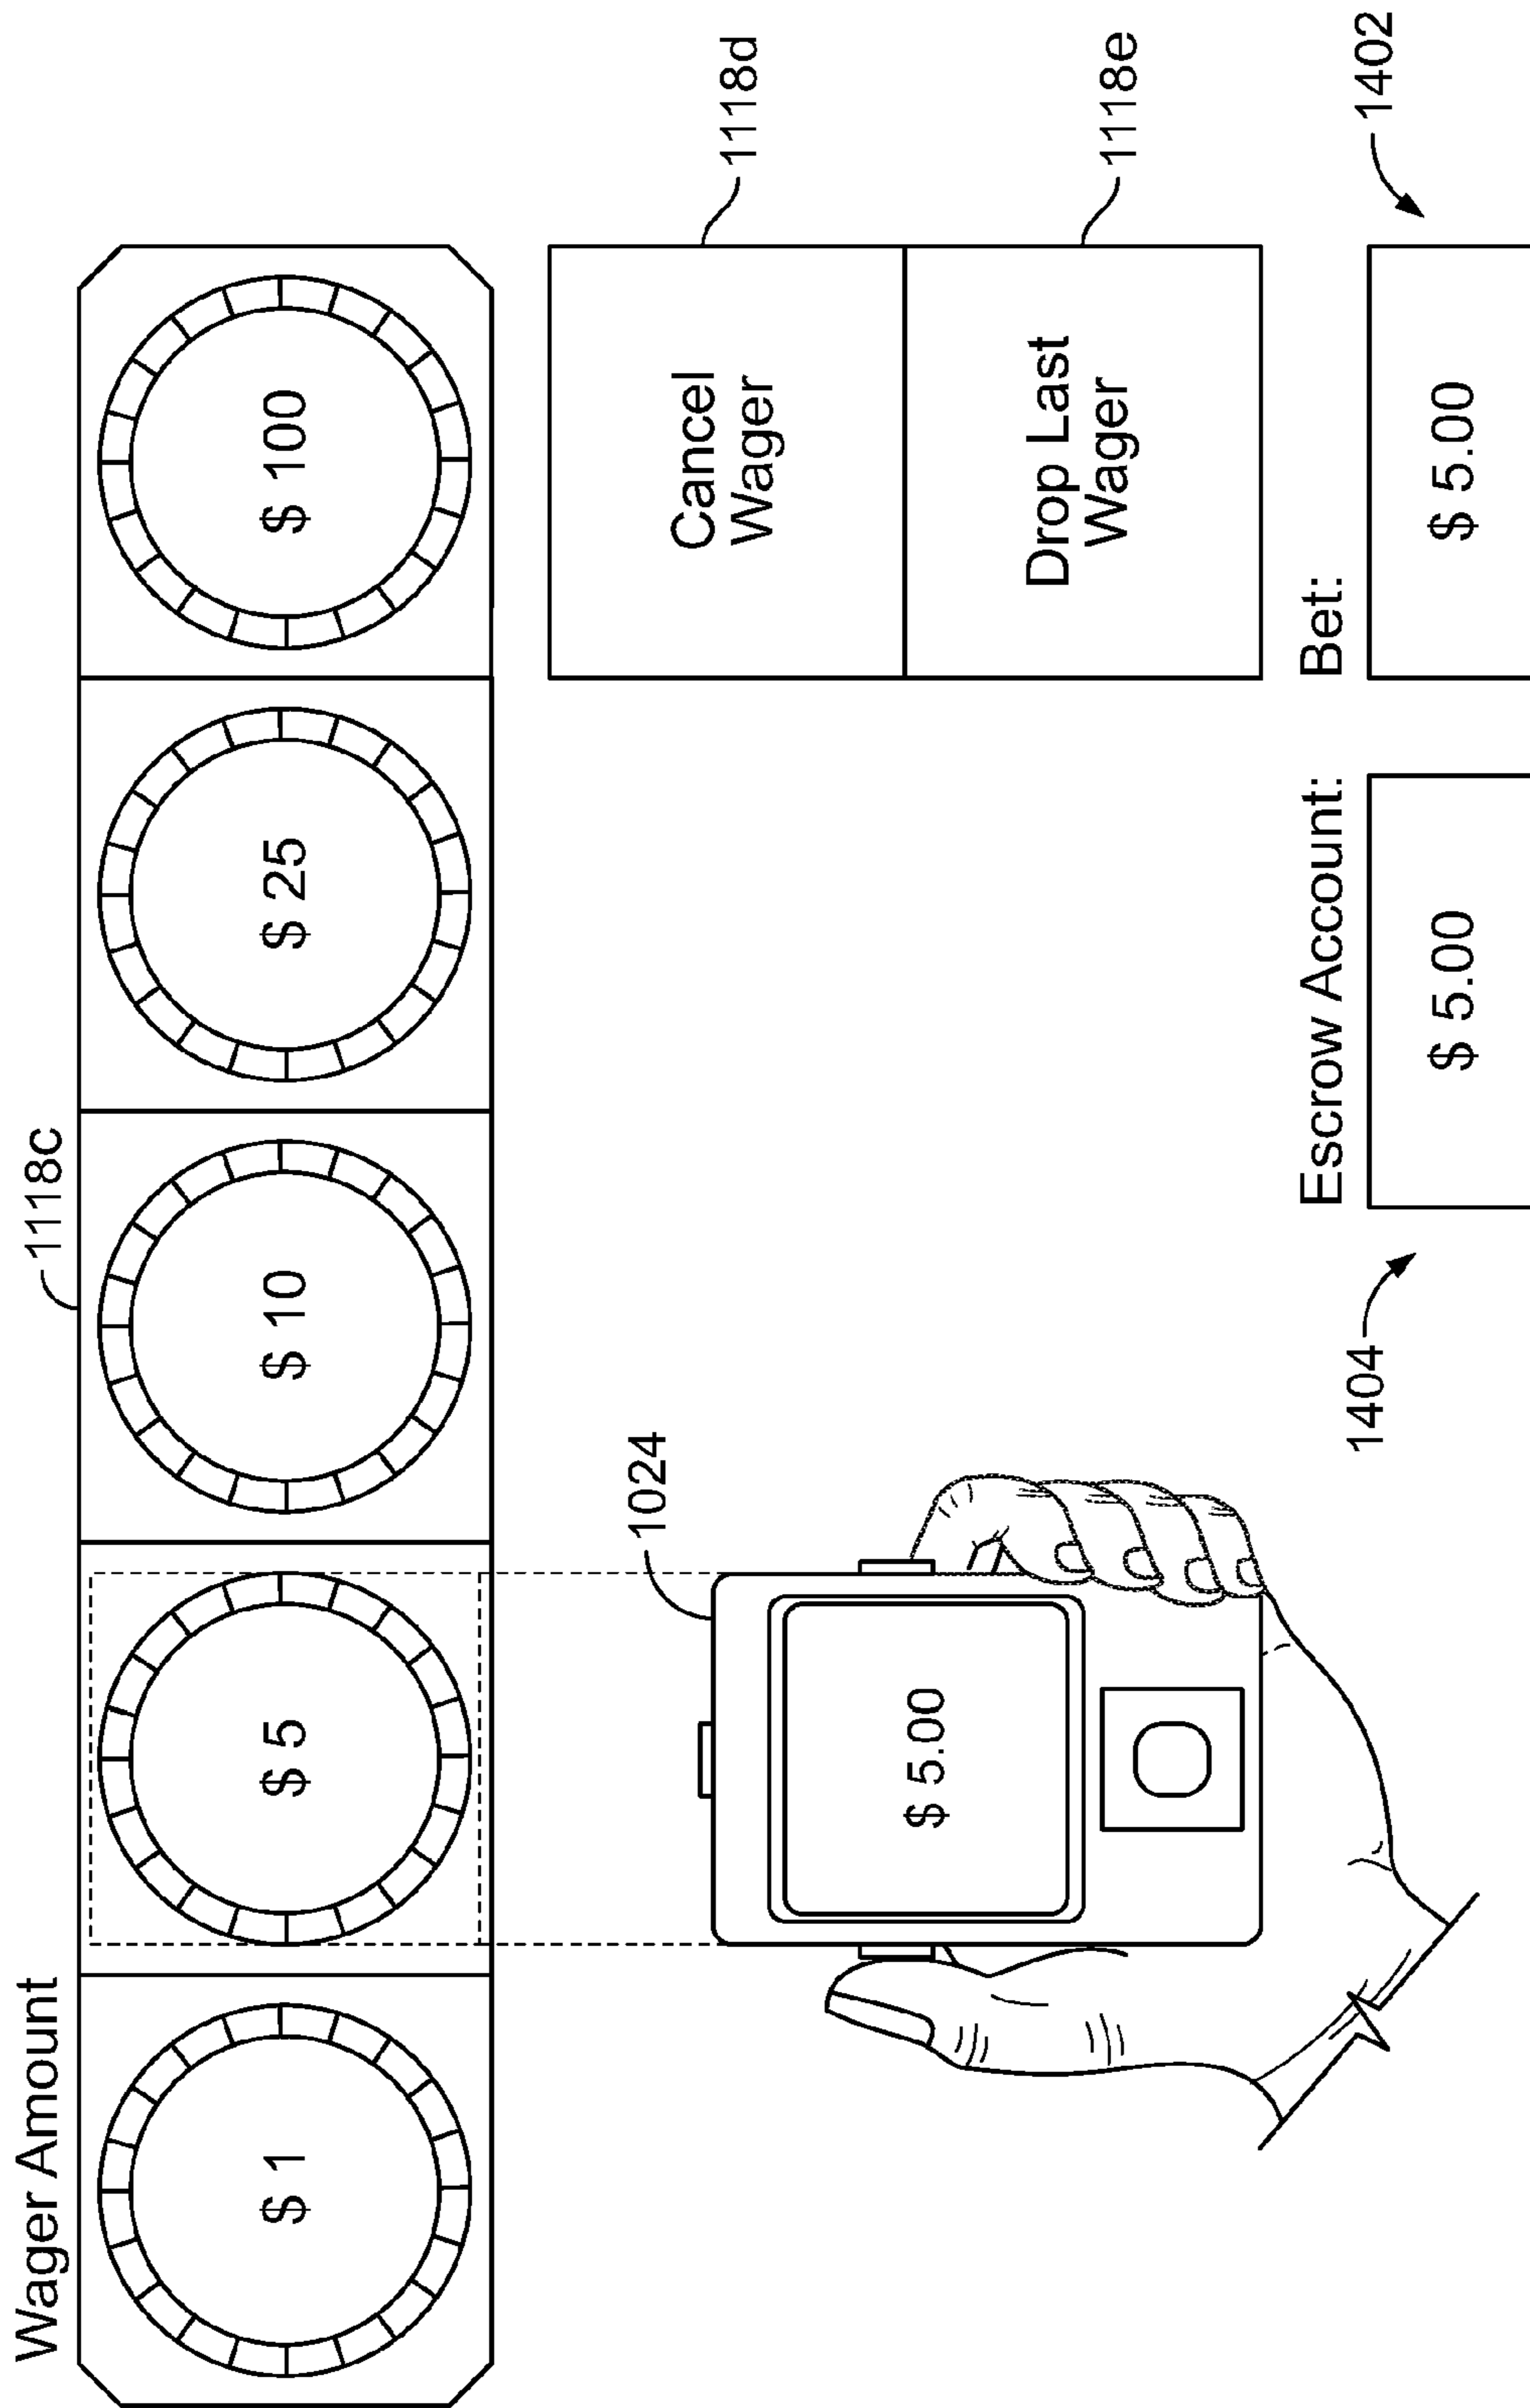 Wager Amount
1118c
$ 1
$ 5
$ 10
$ 25
$ 100
1024
$ 5.00
Cancel
Wager
1118d
Drop Last
Wager
1118e
1404
Escrow Account:
$ 5.00
Bet:
$ 5.00
1402